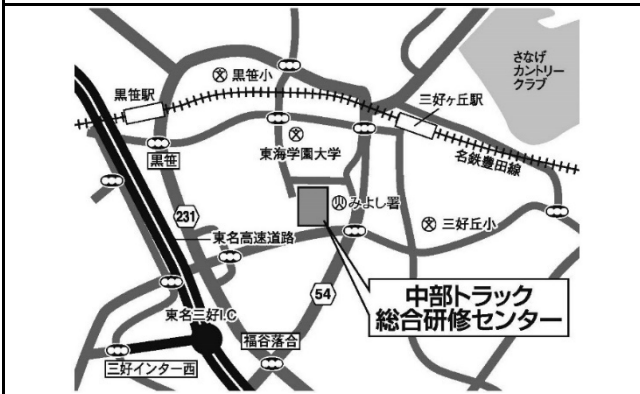 さなげ
カントリー
クラブ
黒笹駅
黒笹小
三好ヶ丘駅
東海学園大学
名鉄豊田線
黒笹
みよし署
三好丘小
231
東名高速道路
54
中部トラック
総合研修センター
東名三好I.C
福谷落合
三好インター西